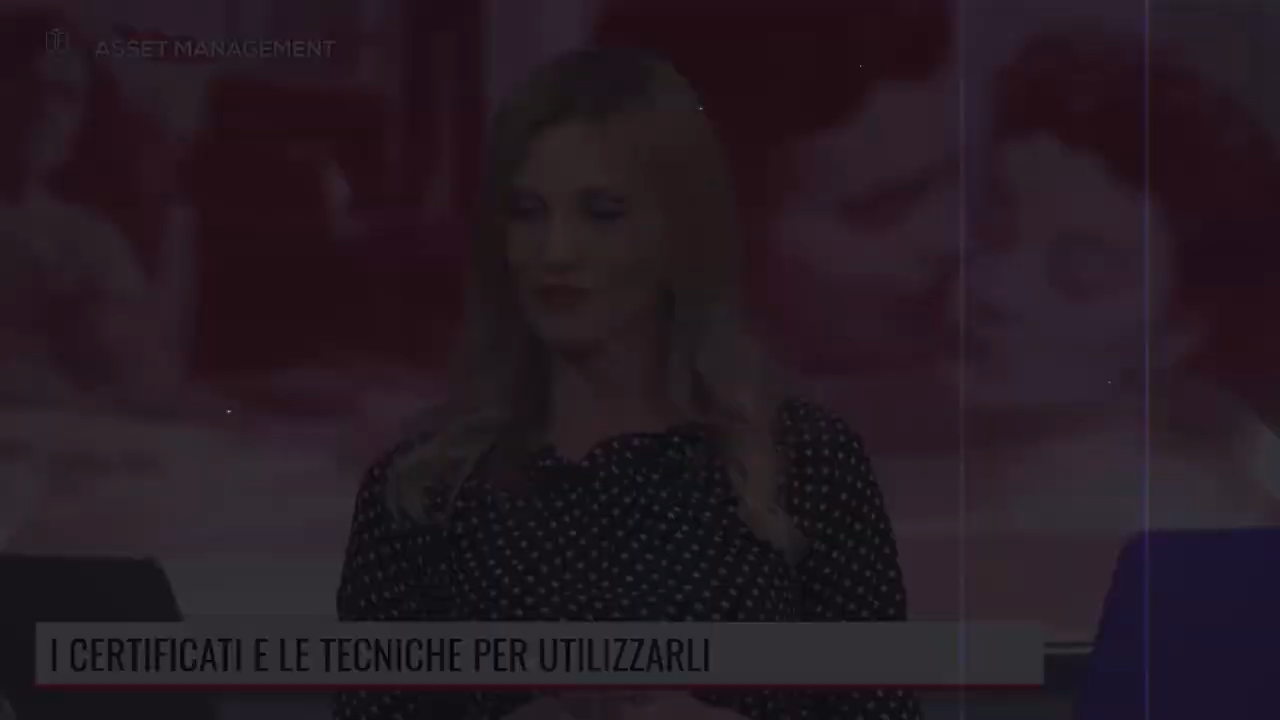 ASSET MANAGEMENT
I CERTIFICATI E LE TECNICHE PER UTILIZZARLI